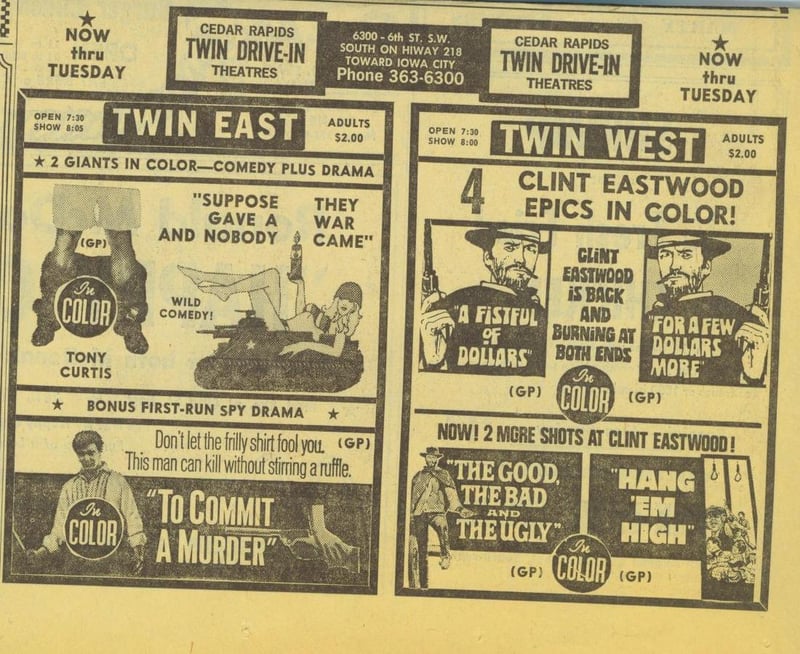 ★
NOW
thru
TUESDAY
CEDAR RAPIDS
TWIN DRIVE-IN
THEATRES
6300 - 6th ST. S.W.
SOUTH ON HIWAY 218
TOWARD IOWA CITY
Phone 363-6300
CEDAR RAPIDS
TWIN DRIVE-IN
THEATRES
★
NOW
thru
TUESDAY
OPEN 7:30
SHOW 8:05
TWIN EAST
ADULTS
$2.00
★ 2 GIANTS IN COLOR—COMEDY PLUS DRAMA
"SUPPOSE THEY
GAVE A WAR
AND NOBODY CAME"
(GP)
In
COLOR
WILD
COMEDY!
TONY
CURTIS
★ BONUS FIRST-RUN SPY DRAMA ★
Don't let the frilly shirt fool you. (GP)
This man can kill without stirring a ruffle.
In
COLOR
"TO COMMIT
A MURDER"
OPEN 7:30
SHOW 8:00
TWIN WEST
ADULTS
$2.00
4 CLINT EASTWOOD
EPICS IN COLOR!
"A FISTFUL
OF
DOLLARS"
(GP)
CLINT
EASTWOOD
iS BACK
AND
BURNiNG AT
BOTH ENDS
In
COLOR
"FOR A FEW
DOLLARS
MORE"
(GP)
NOW! 2 MORE SHOTS AT CLINT EASTWOOD!
"THE GOOD,
THE BAD
AND
THE UGLY"
(GP)
In
COLOR
"HANG
'EM
HIGH"
(GP)